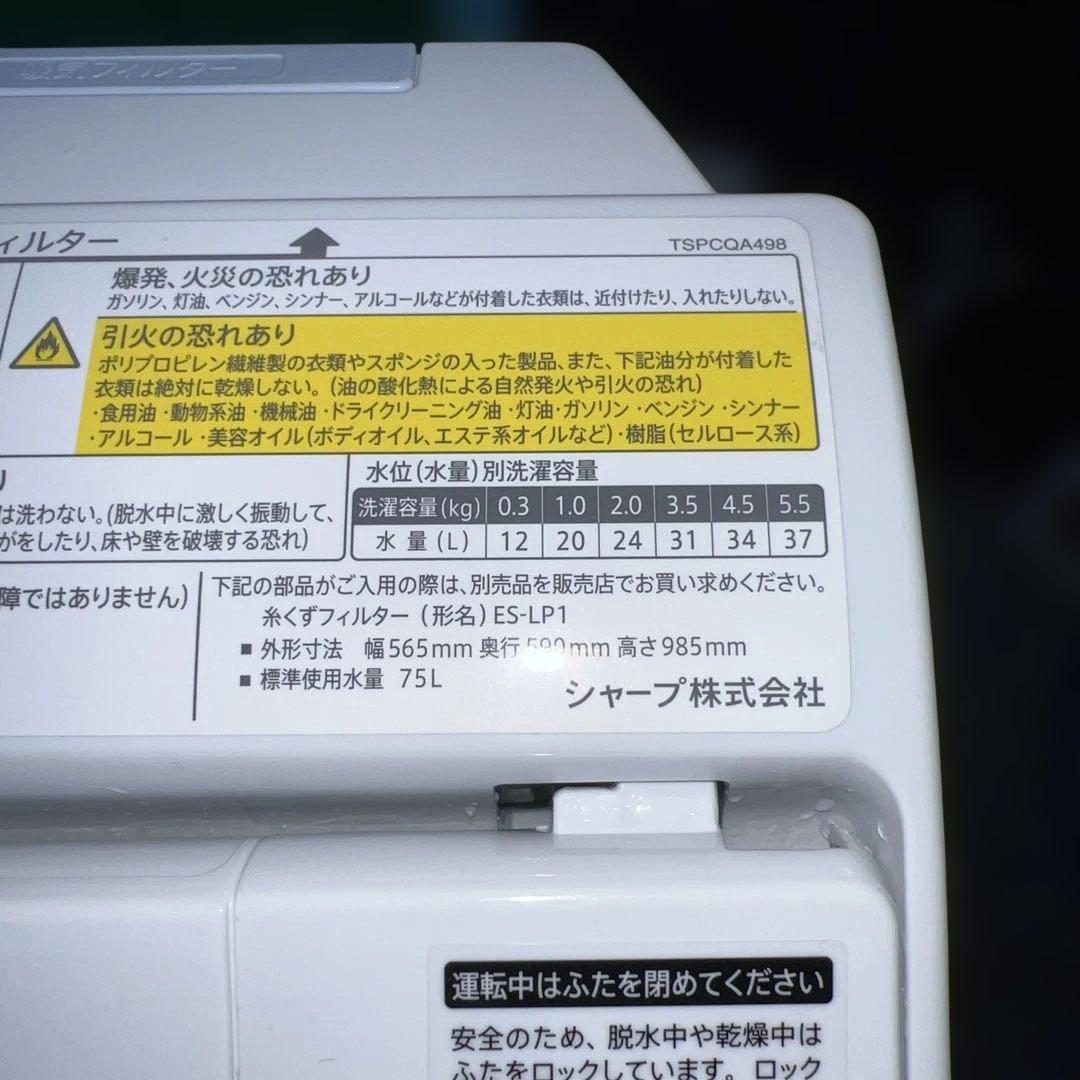 吸気フィルター
ィルター
TSPCQA498
爆発、火災の恐れあり
ガソリン、灯油、ベンジン、シンナー、アルコールなどが付着した衣類は、近付けたり、入れたりしない。
引火の恐れあり
ポリプロピレン繊維製の衣類やスポンジの入った製品、また、下記油分が付着した
衣類は絶対に乾燥しない。(油の酸化熱による自然発火や引火の恐れ)
・食用油・動物系油・機械油・ドライクリーニング油・灯油・ガソリン・ベンジン・シンナー
・アルコール・美容オイル(ボディオイル、エステ系オイルなど)・樹脂(セルロース系)
り
は洗わない。(脱水中に激しく振動して、
がをしたり、床や壁を破壊する恐れ)
水位(水量)別洗濯容量
洗濯容量(kg) 0.3 1.0 2.0 3.5 4.5 5.5
水量(L) 12 20 24 31 34 37
障ではありません)
下記の部品がご入用の際は、別売品を販売店でお買い求めください。
糸くずフィルター(形名)ES-LP1
■ 外形寸法 幅565mm 奥行590mm 高さ985mm
■ 標準使用水量 75L
シャープ株式会社
運転中はふたを閉めてください
安全のため、脱水中や乾燥中は
ふたをロックしています。ロック